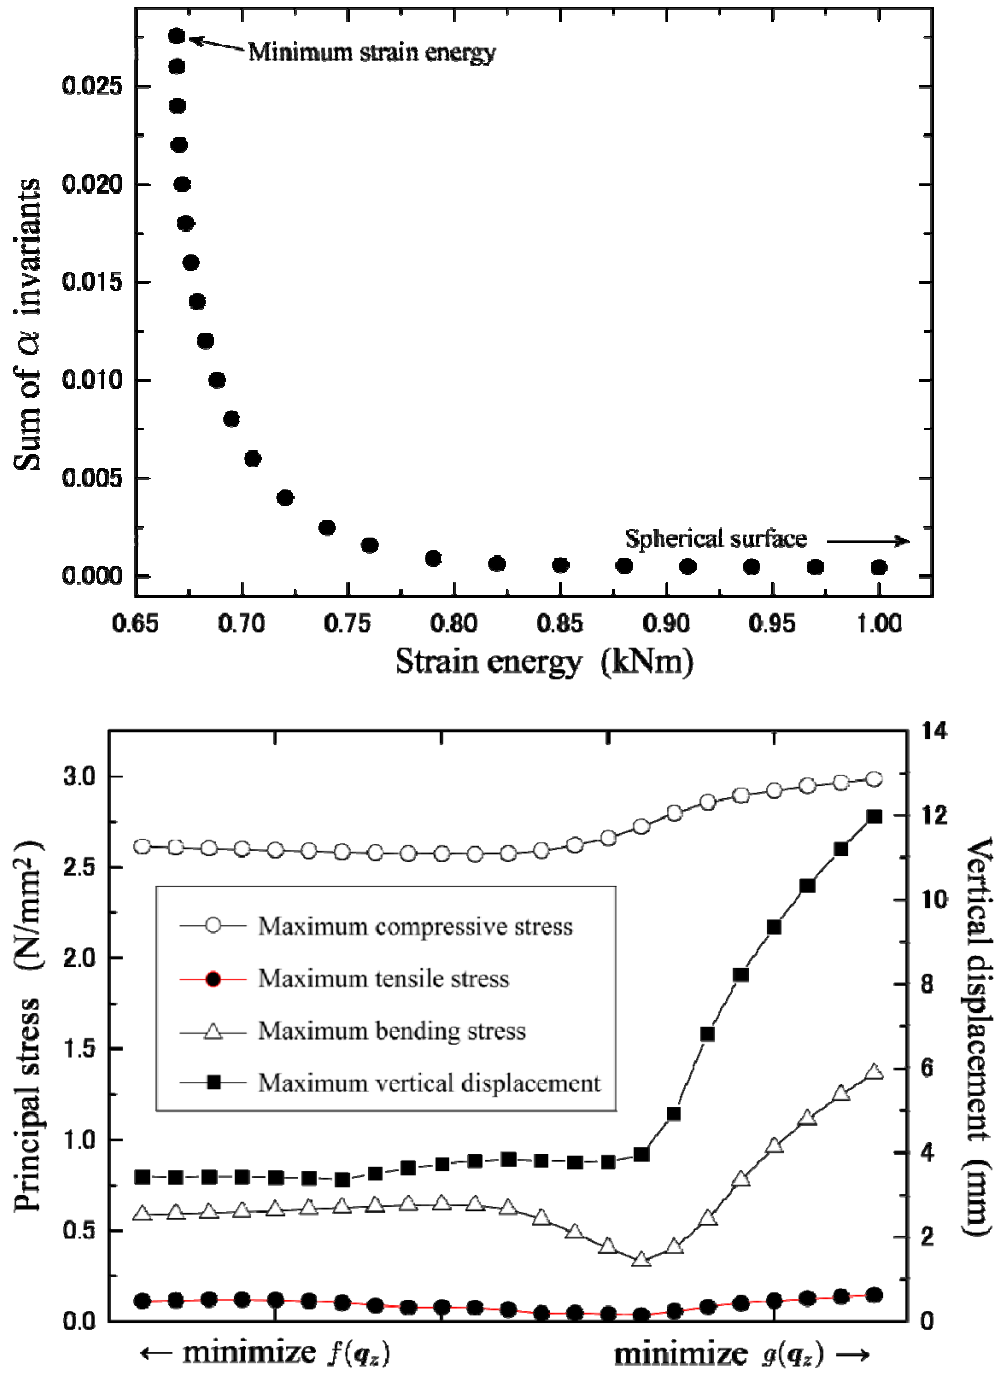 Minimum strain energy
0.025
0.020
0.015
0.010
0.005
0.000
Sum of α invariants
Spherical surface
0.65 0.70 0.75 0.80 0.85 0.90 0.95 1.00
Strain energy (kNm)
3.0
2.5
2.0
1.5
1.0
0.5
0.0
Principal stress (N/mm²)
Maximum compressive stress
Maximum tensile stress
Maximum bending stress
Maximum vertical displacement
14
12
10
8
6
4
2
0
Vertical displacement (mm)
← minimize f(q_z) minimize g(q_z) →